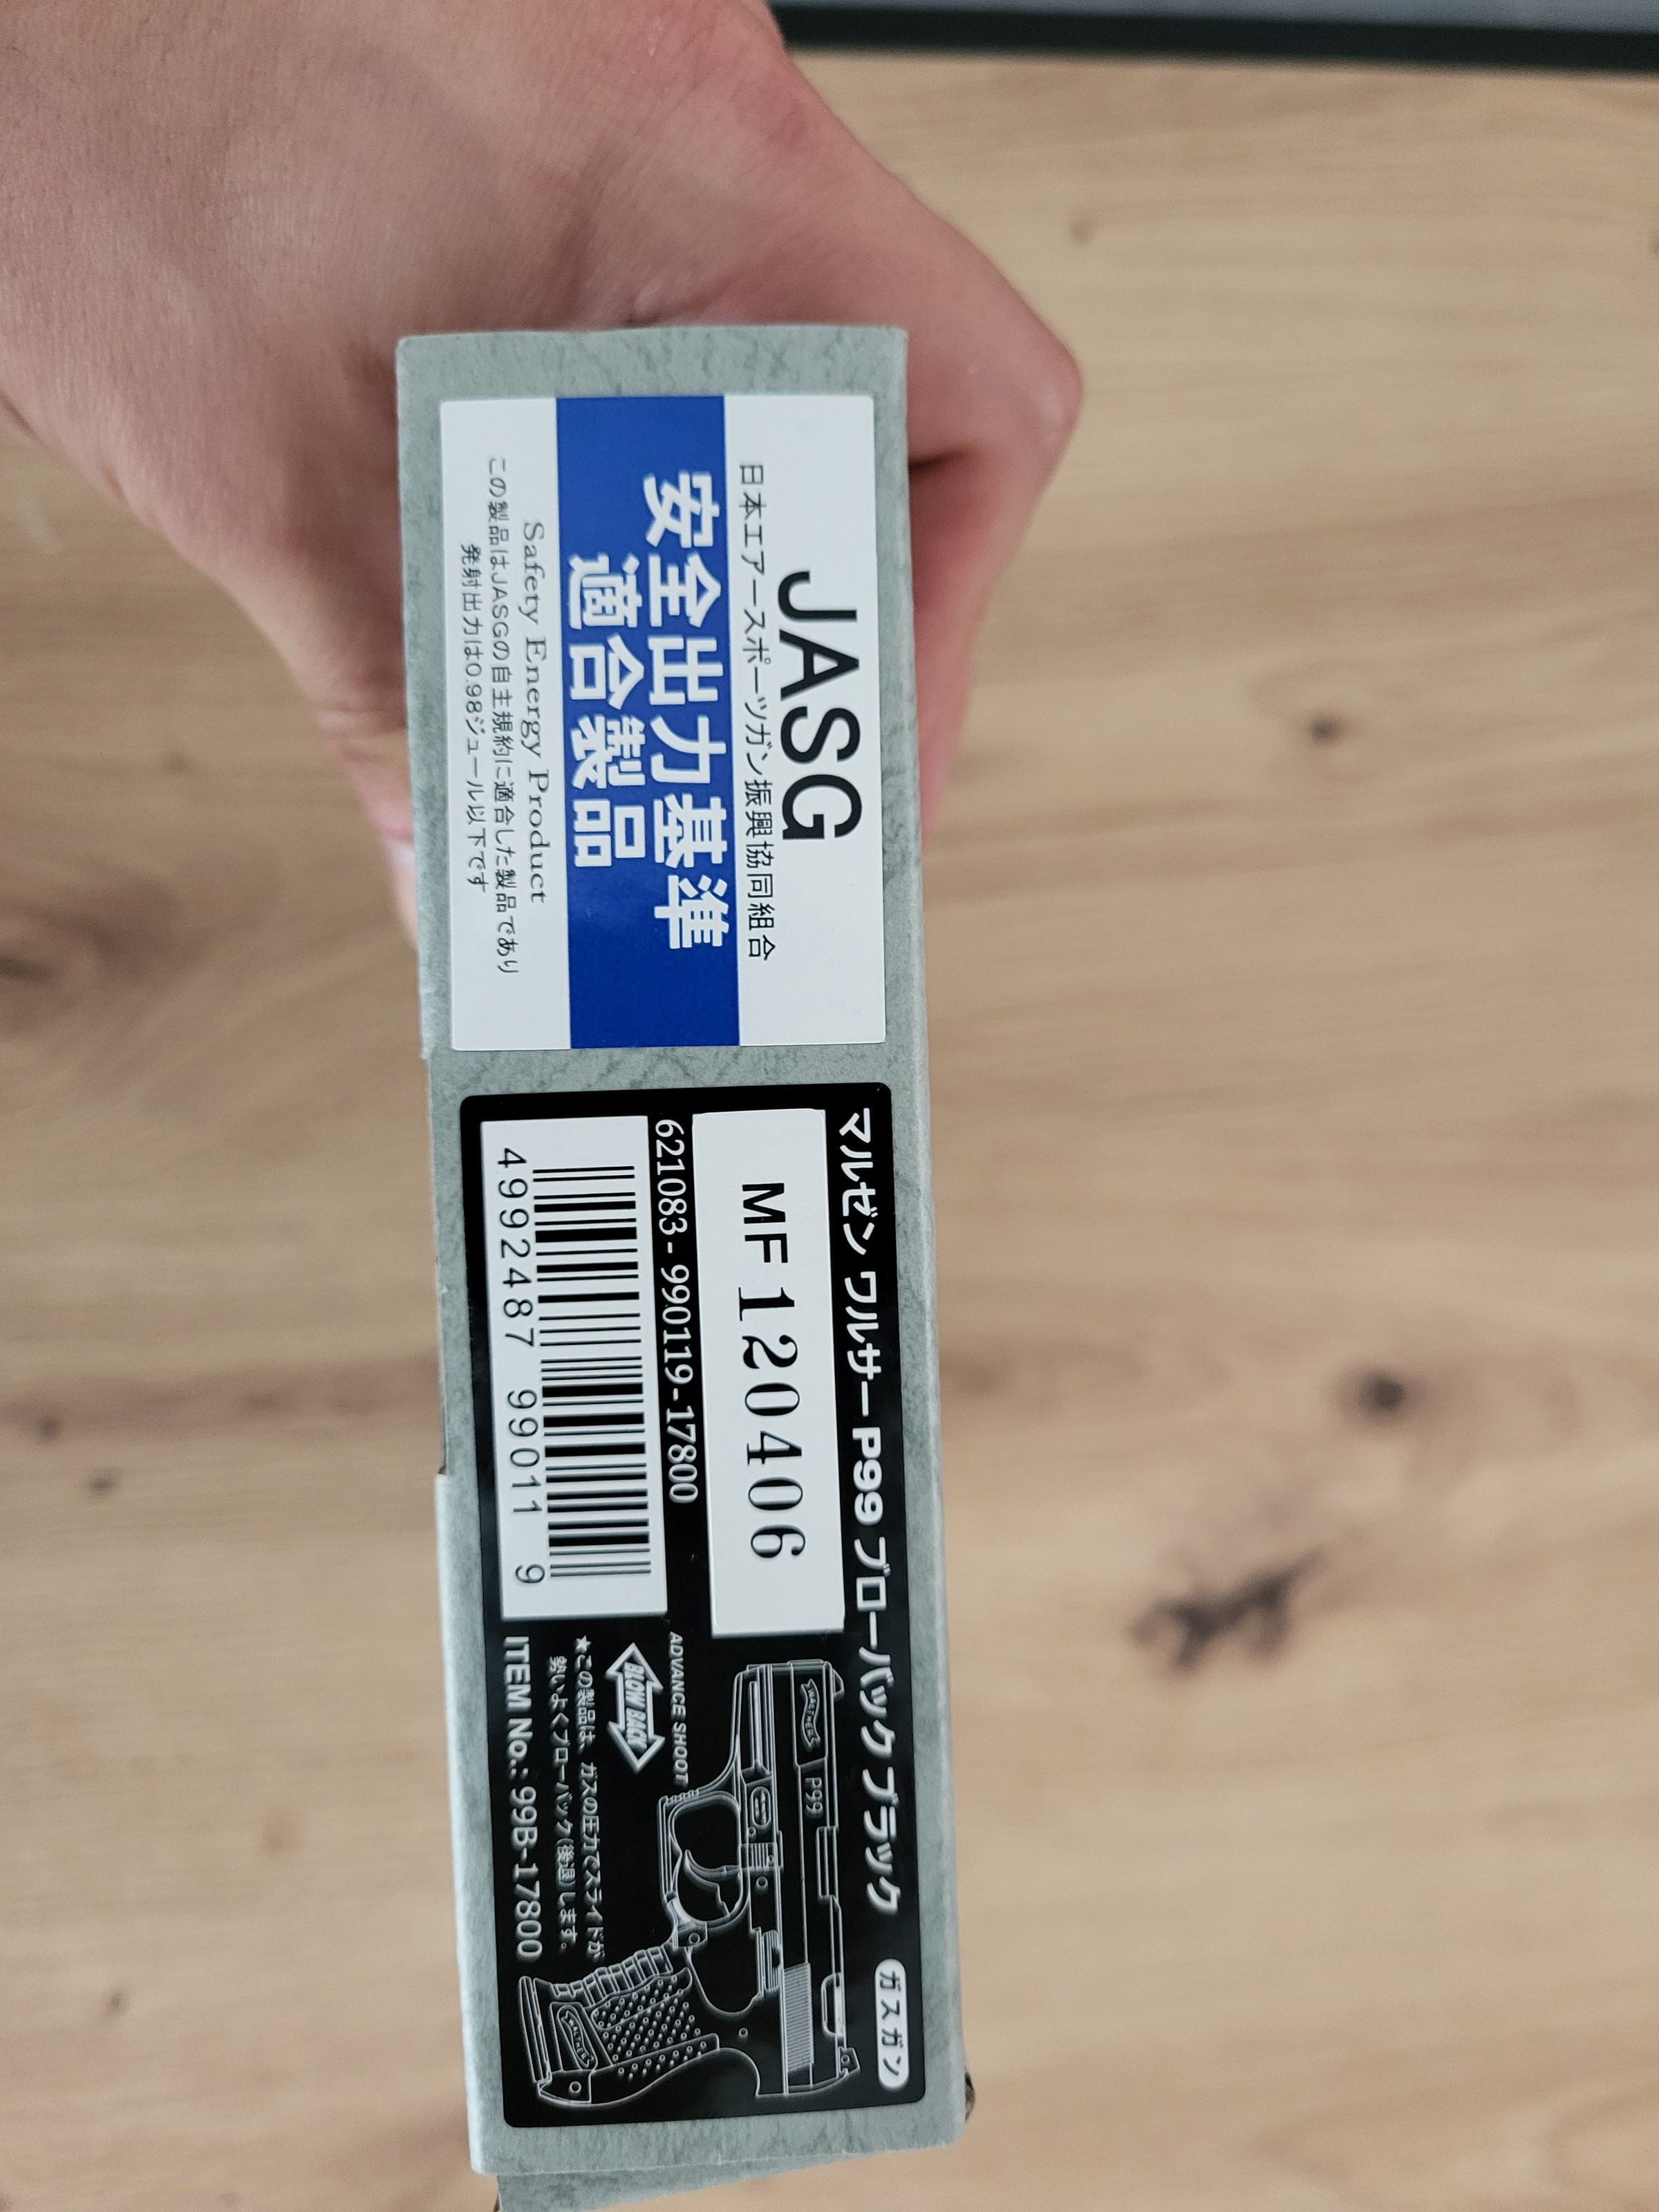 JASG
日本エアースポーツガン振興協同組合
安全出力基準
適合製品
Safety Energy Product
この製品はJASGの自主規約に適合した製品であり
発射出力は0.98ジュール以下です
マルゼン ワルサー P99 ブローバック ブラック ガスガン
MF120406
621083-990119-17800
4992487 99011 9
WALTHER
P99
ADVANCE SHOOT
BLOW BACK
★この製品は、ガスの圧力でスライドが
勢いよくブローバック(後退)します。
WALTHER
ITEM No.: 99B-17800